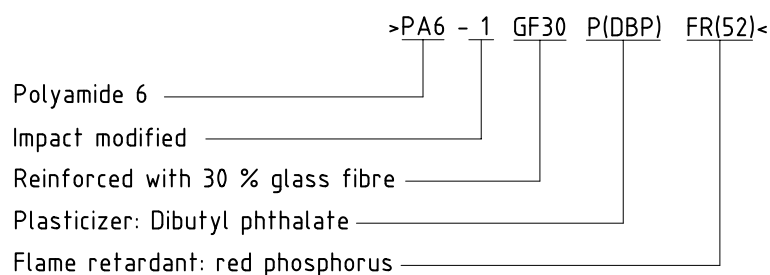 >PA6 - 1 GF30 P(DBP) FR(52)<
Polyamide 6
Impact modified
Reinforced with 30 % glass fibre
Plasticizer: Dibutyl phthalate
Flame retardant: red phosphorus